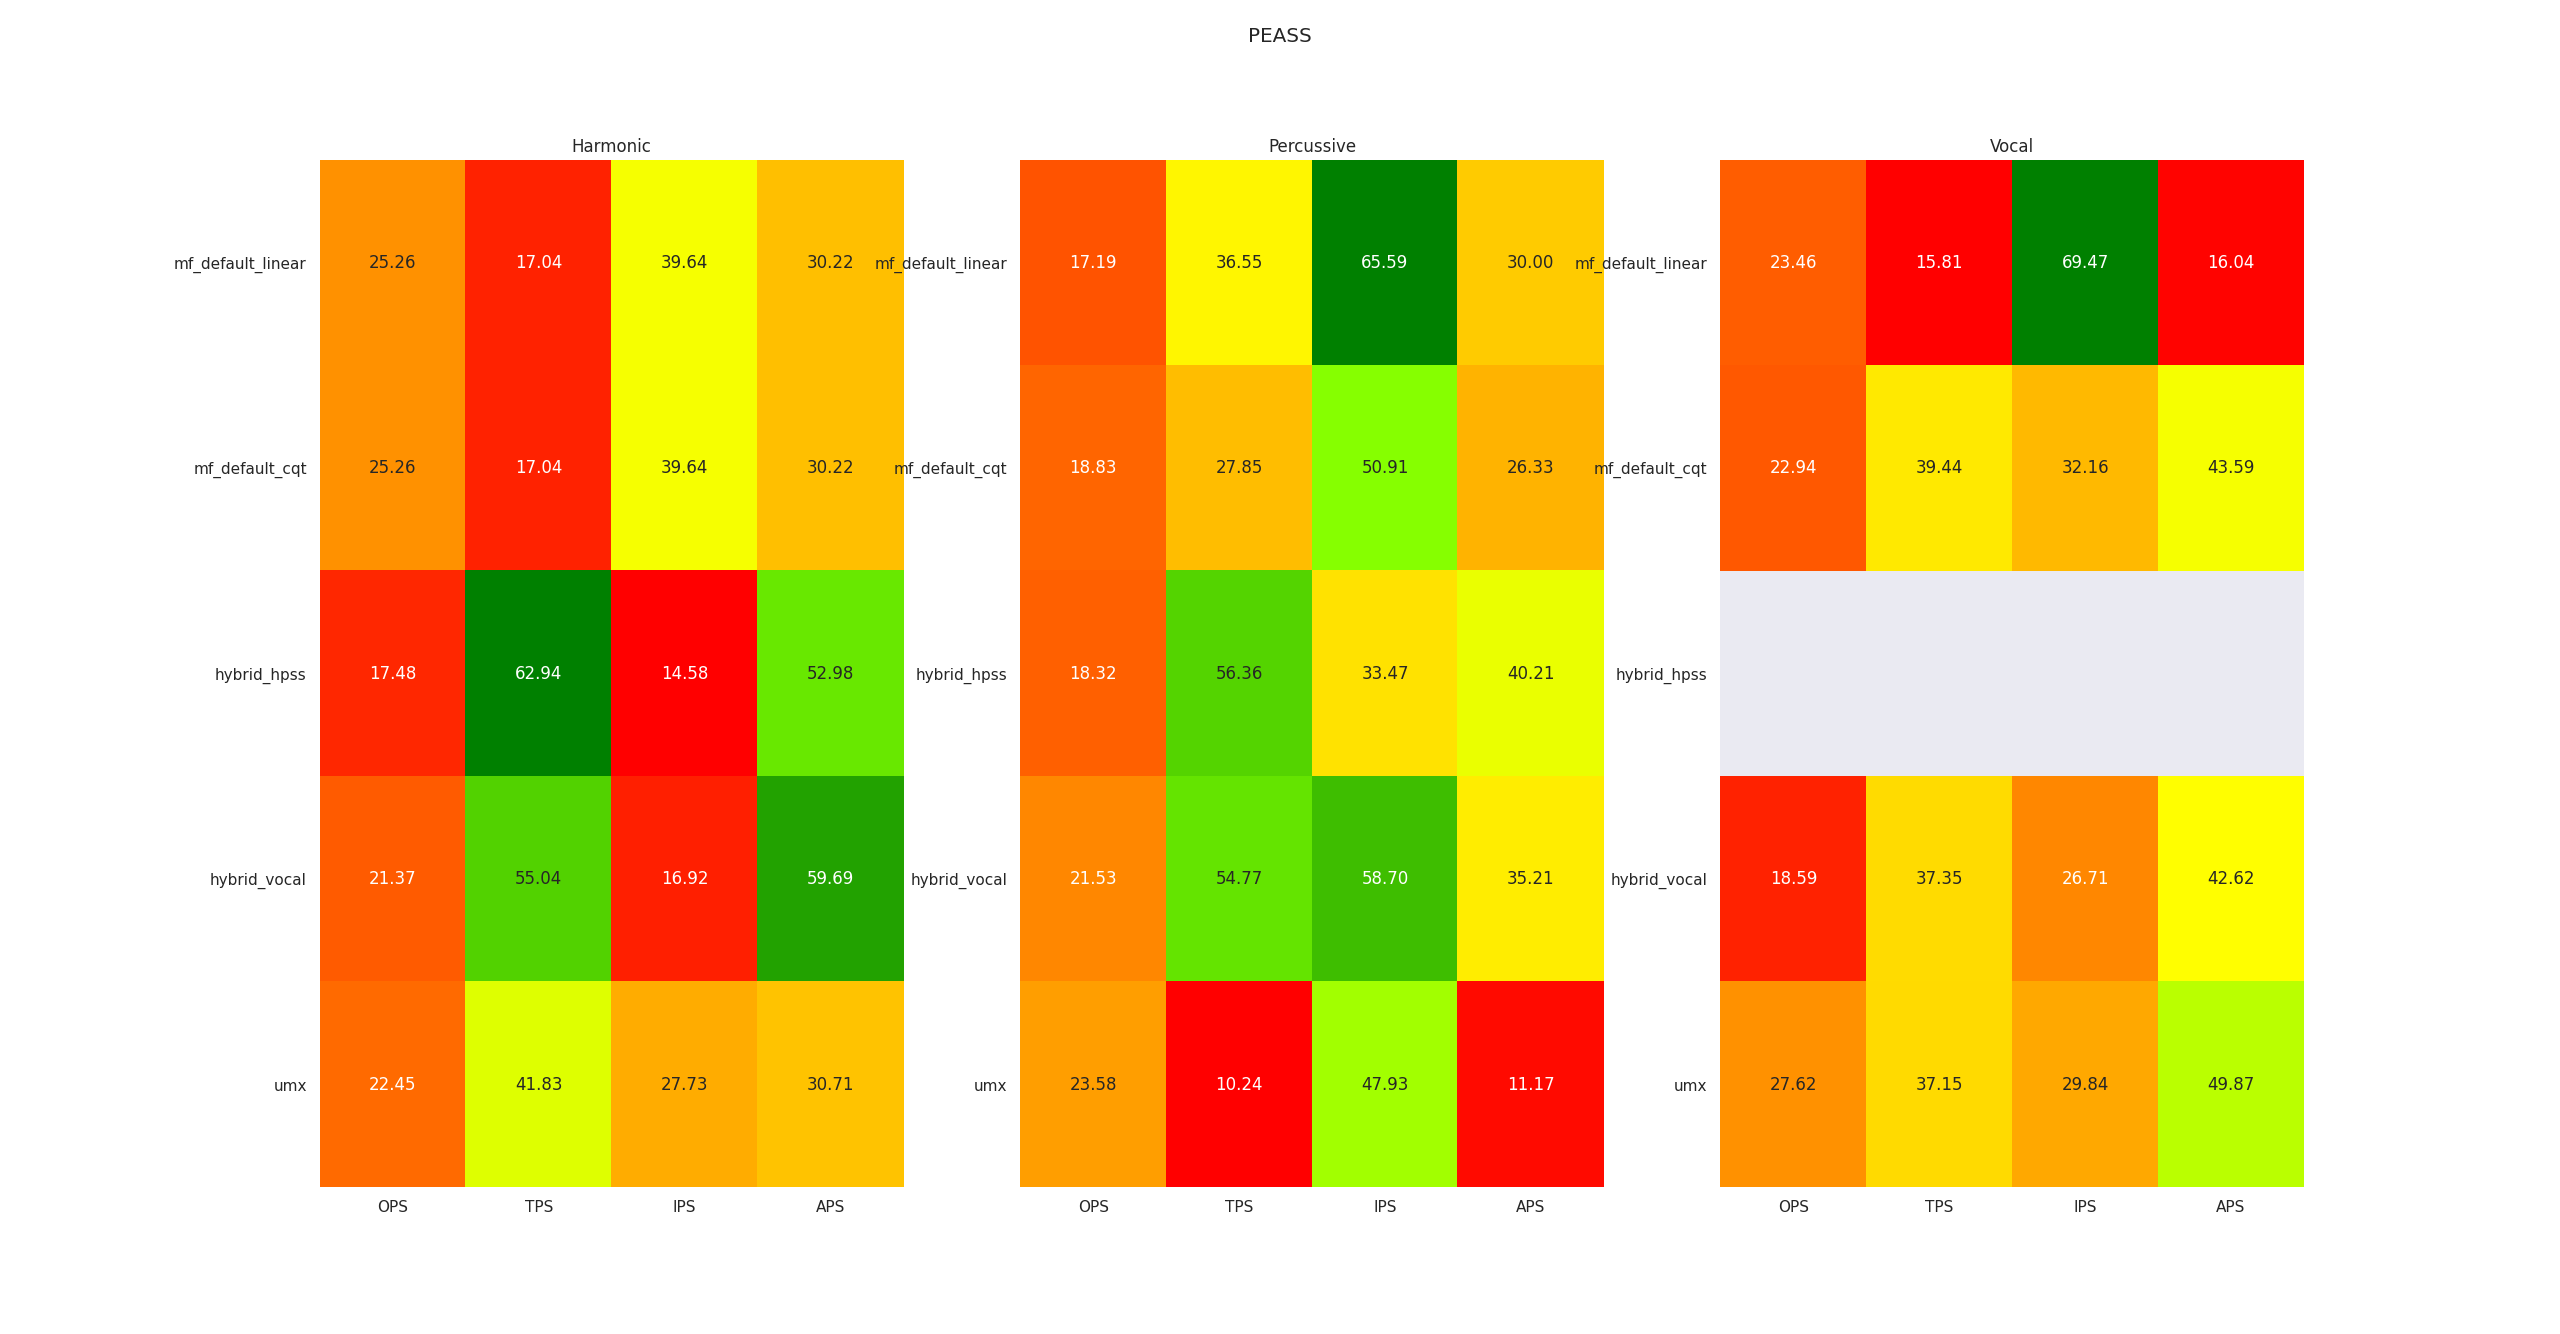 PEASS
Harmonic Percussive Vocal
mf_default_linear 25.26 17.04 39.64 30.22 mf_default_linear 17.19 36.55 65.59 30.00 mf_default_linear 23.46 15.81 69.47 16.04
mf_default_cqt 25.26 17.04 39.64 30.22 mf_default_cqt 18.83 27.85 50.91 26.33 mf_default_cqt 22.94 39.44 32.16 43.59
hybrid_hpss 17.48 62.94 14.58 52.98 hybrid_hpss 18.32 56.36 33.47 40.21 hybrid_hpss
hybrid_vocal 21.37 55.04 16.92 59.69 hybrid_vocal 21.53 54.77 58.70 35.21 hybrid_vocal 18.59 37.35 26.71 42.62
umx 22.45 41.83 27.73 30.71 umx 23.58 10.24 47.93 11.17 umx 27.62 37.15 29.84 49.87
OPS TPS IPS APS OPS TPS IPS APS OPS TPS IPS APS